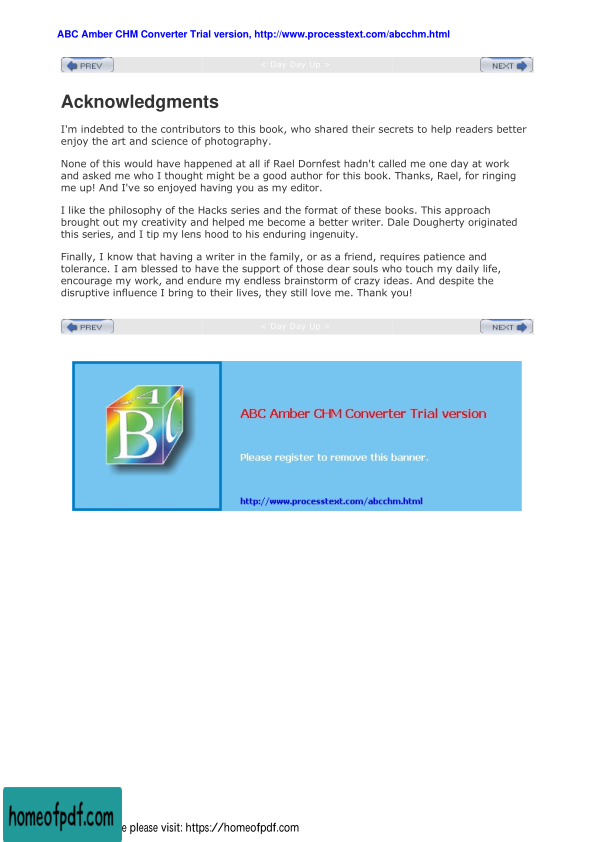 ABC Amber CHM Converter Trial version, http://www.processtext.com/abcchm.html
PREV < Day Day Up > NEXT
Acknowledgments
I'm indebted to the contributors to this book, who shared their secrets to help readers better
enjoy the art and science of photography.
None of this would have happened at all if Rael Dornfest hadn't called me one day at work
and asked me who I thought might be a good author for this book. Thanks, Rael, for ringing
me up! And I've so enjoyed having you as my editor.
I like the philosophy of the Hacks series and the format of these books. This approach
brought out my creativity and helped me become a better writer. Dale Dougherty originated
this series, and I tip my lens hood to his enduring ingenuity.
Finally, I know that having a writer in the family, or as a friend, requires patience and
tolerance. I am blessed to have the support of those dear souls who touch my daily life,
encourage my work, and endure my endless brainstorm of crazy ideas. And despite the
disruptive influence I bring to their lives, they still love me. Thank you!
PREV < Day Day Up > NEXT
A
B
C
ABC Amber CHM Converter Trial version
Please register to remove this banner.
http://www.processtext.com/abcchm.html
homeofpdf.com
e please visit: https://homeofpdf.com